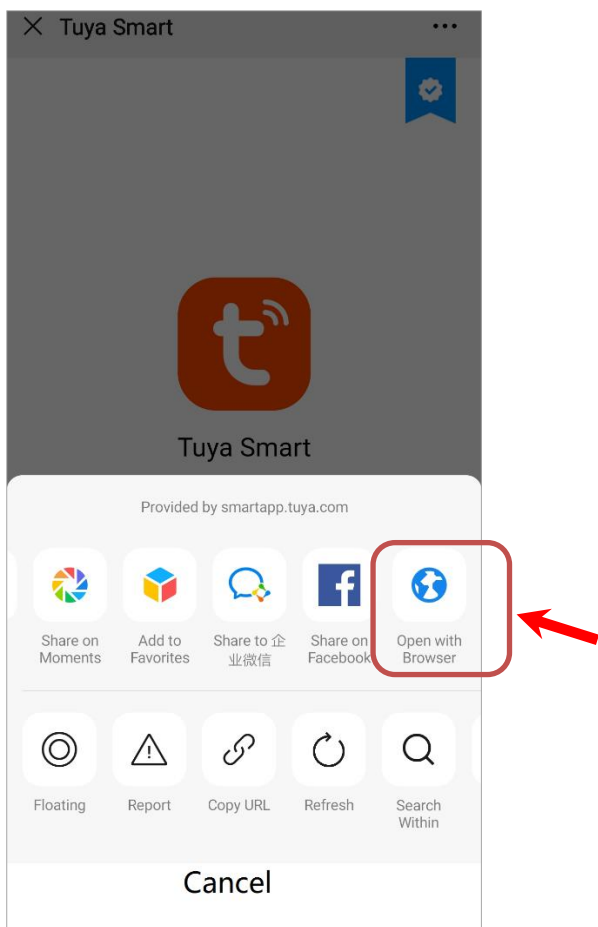 Tuya Smart
Tuya Smart
Provided by smartapp.tuya.com
Share on
Moments
Add to
Favorites
Share to 企
业微信
Share on
Facebook
Open with
Browser
Floating
Report
Copy URL
Refresh
Search
Within
Cancel